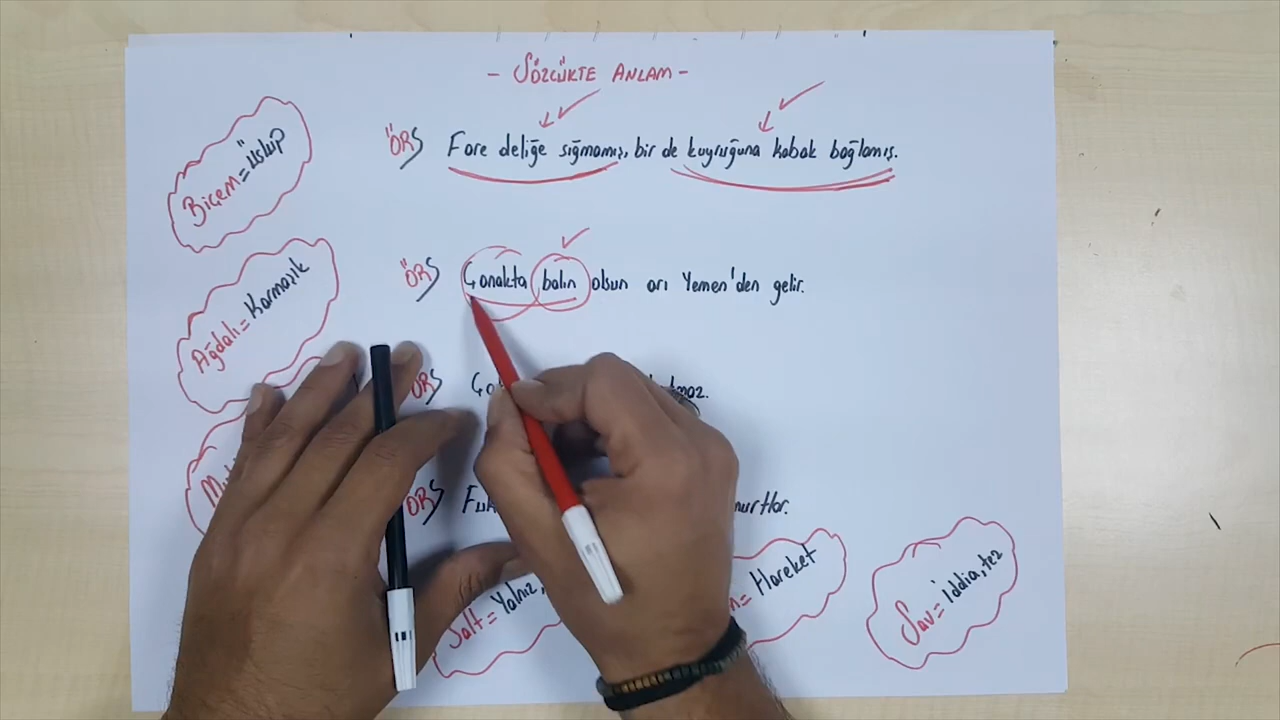 - SÖZCÜKTE ANLAM -
Biçem = Üslup
ÖRS Fare deliğe sığmamış, bir de kuyruğuna kabak bağlamış.
Ağdalı = Karmaşık
ÖRS Çanakta balın olsun arı Yemen'den gelir.
ÖRS
ÖRS
Salt = Yalnız,
= Hareket
Sav = İddia, tez